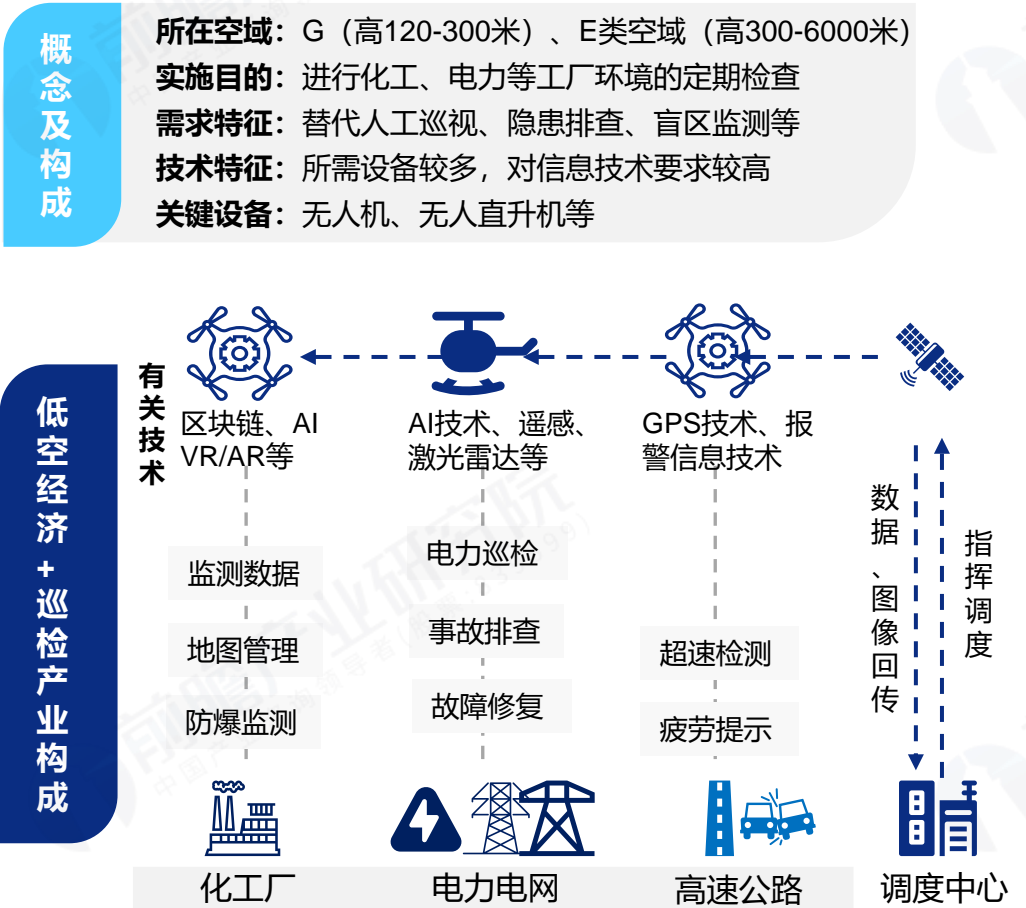 概念及构成
所在空域：G（高120-300米）、E类空域（高300-6000米）
实施目的：进行化工、电力等工厂环境的定期检查
需求特征：替代人工巡视、隐患排查、盲区监测等
技术特征：所需设备较多，对信息技术要求较高
关键设备：无人机、无人直升机等
低空经济+巡检产业构成
有关技术
区块链、AI
VR/AR等
AI技术、遥感、
激光雷达等
GPS技术、报
警信息技术
监测数据
地图管理
防爆监测
电力巡检
事故排查
故障修复
超速检测
疲劳提示
数据、图像回传
指挥调度
化工厂
电力电网
高速公路
调度中心
前瞻产业研究院